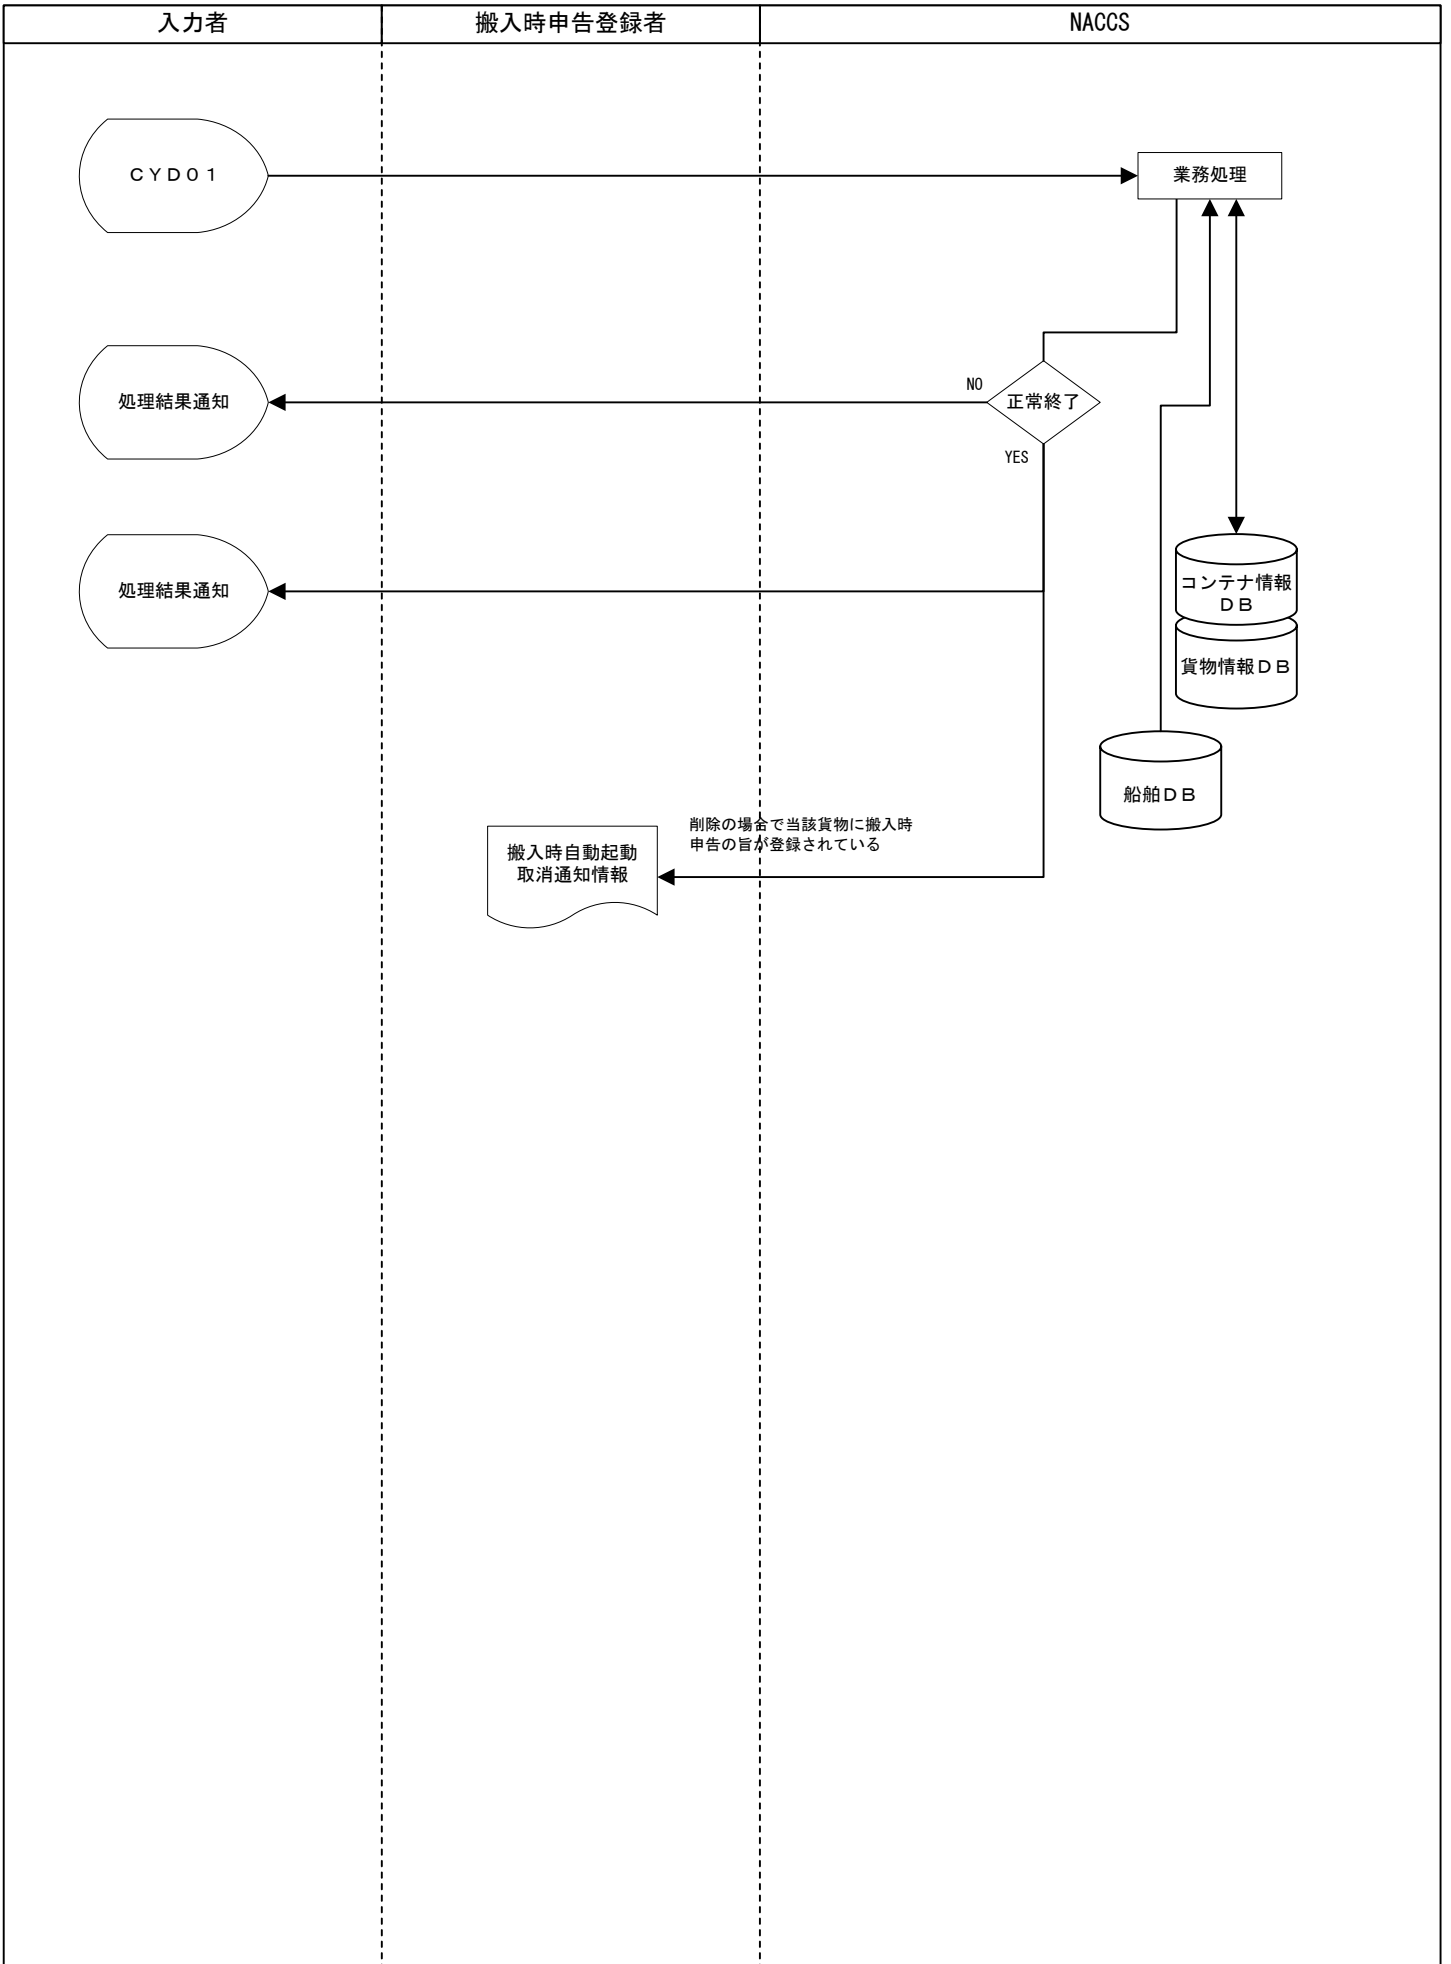 入力者
搬入時申告登録者
NACCS
ＣＹＤ０１
業務処理
処理結果通知
NO
正常終了
YES
処理結果通知
コンテナ情報
ＤＢ
貨物情報ＤＢ
船舶ＤＢ
削除の場合で当該貨物に搬入時
申告の旨が登録されている
搬入時自動起動
取消通知情報